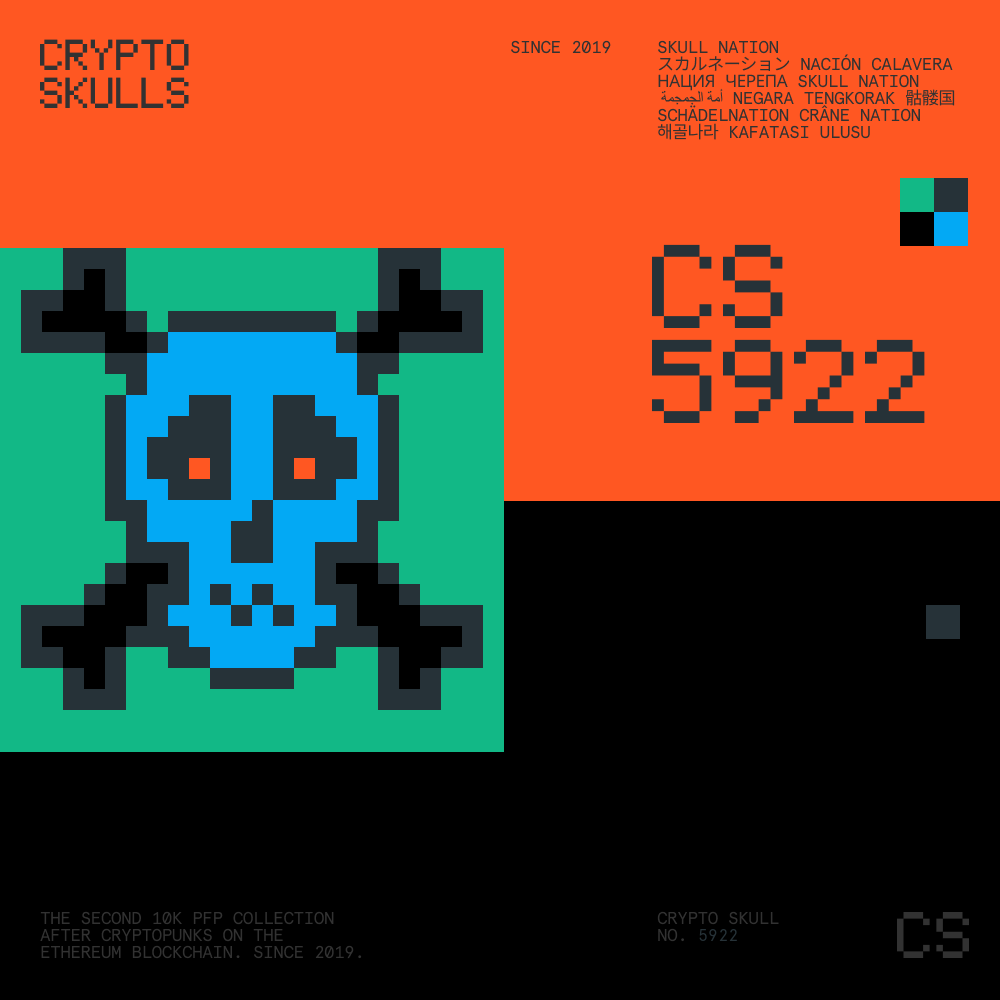 CRYPTO
SKULLS
SINCE 2019
SKULL NATION
スカルネーション NACIÓN CALAVERA
НАЦИЯ ЧЕРЕПА SKULL NATION
أمة الجمجمة NEGARA TENGKORAK 骷髅国
SCHÄDELNATION CRÂNE NATION
해골나라 KAFATASI ULUSU
CS
5922
THE SECOND 10K PFP COLLECTION
AFTER CRYPTOPUNKS ON THE
ETHEREUM BLOCKCHAIN. SINCE 2019.
CRYPTO SKULL
NO. 5922
CS